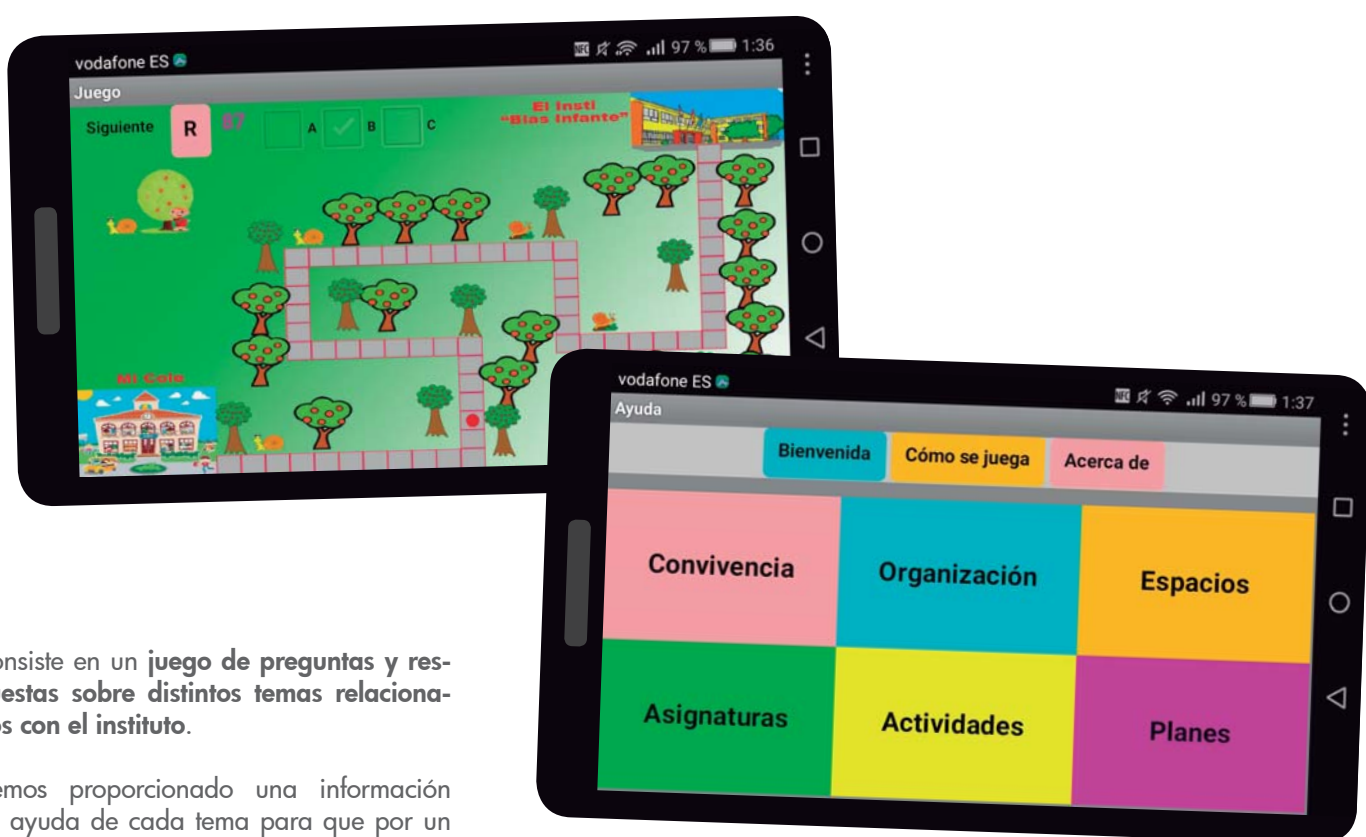 vodafone ES
97 % 1:36
Juego
Siguiente R 87 A B C
El Insti
"Blas Infante"
Mi Cole
vodafone ES
97 % 1:37
Ayuda
Bienvenida Cómo se juega Acerca de
Convivencia Organización Espacios
Asignaturas Actividades Planes
onsiste en un juego de preguntas y res-
estas sobre distintos temas relaciona-
s con el instituto.
emos proporcionado una información
ayuda de cada tema para que por un